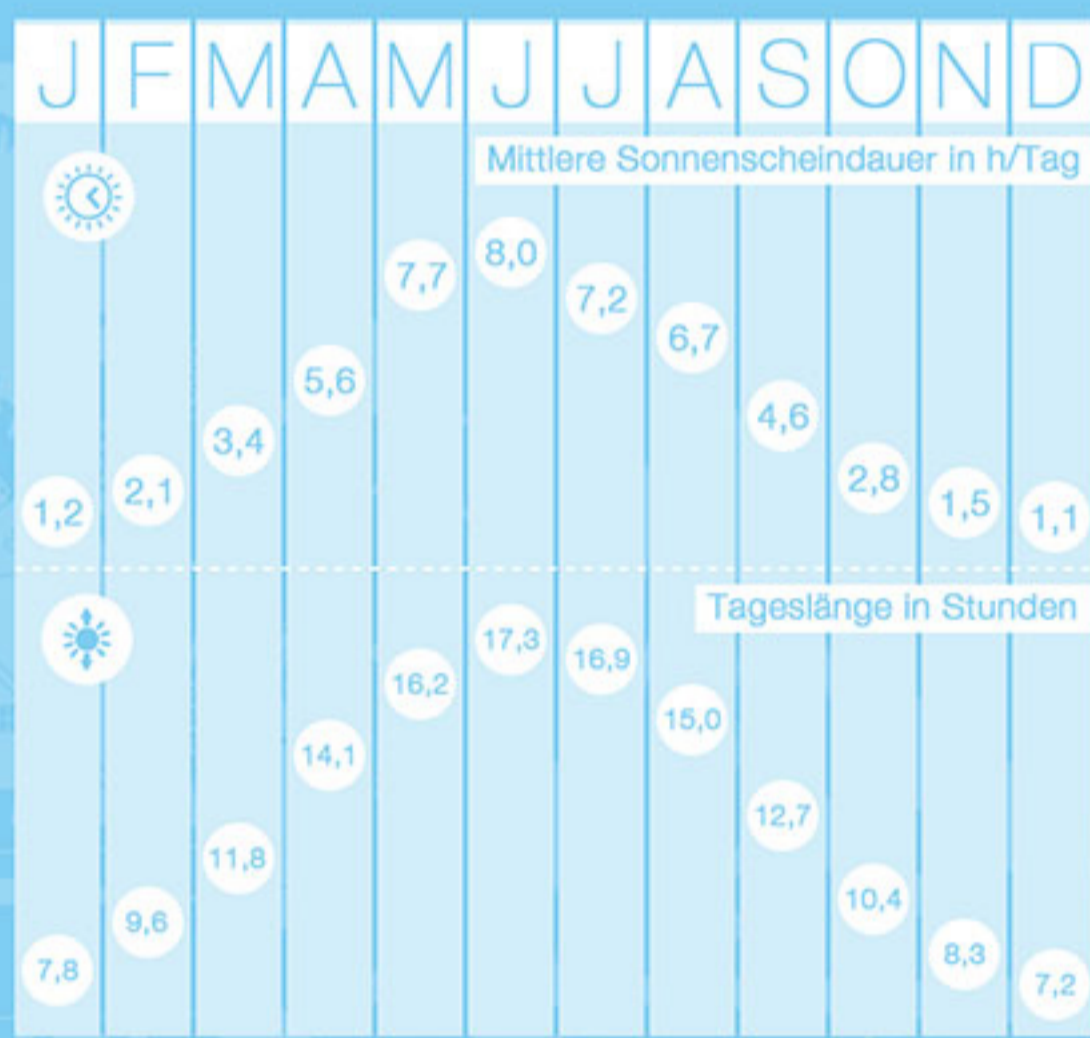 J F M A M J J A S O N D
Mittlere Sonnenscheindauer in h/Tag
1,2 2,1 3,4 5,6 7,7 8,0 7,2 6,7 4,6 2,8 1,5 1,1
Tageslänge in Stunden
7,8 9,6 11,8 14,1 16,2 17,3 16,9 15,0 12,7 10,4 8,3 7,2